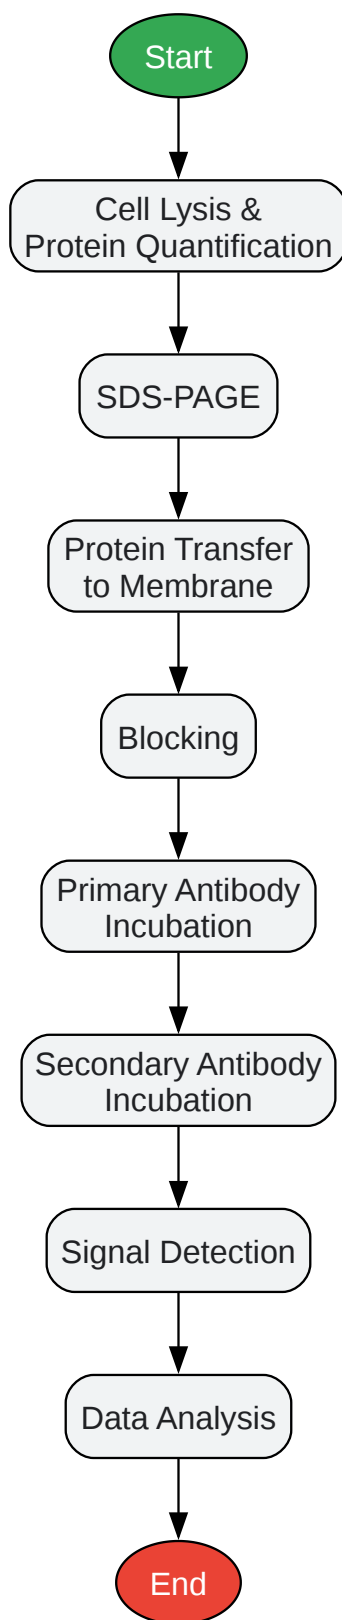 Start
Cell Lysis &
Protein Quantification
SDS-PAGE
Protein Transfer
to Membrane
Blocking
Primary Antibody
Incubation
Secondary Antibody
Incubation
Signal Detection
Data Analysis
End